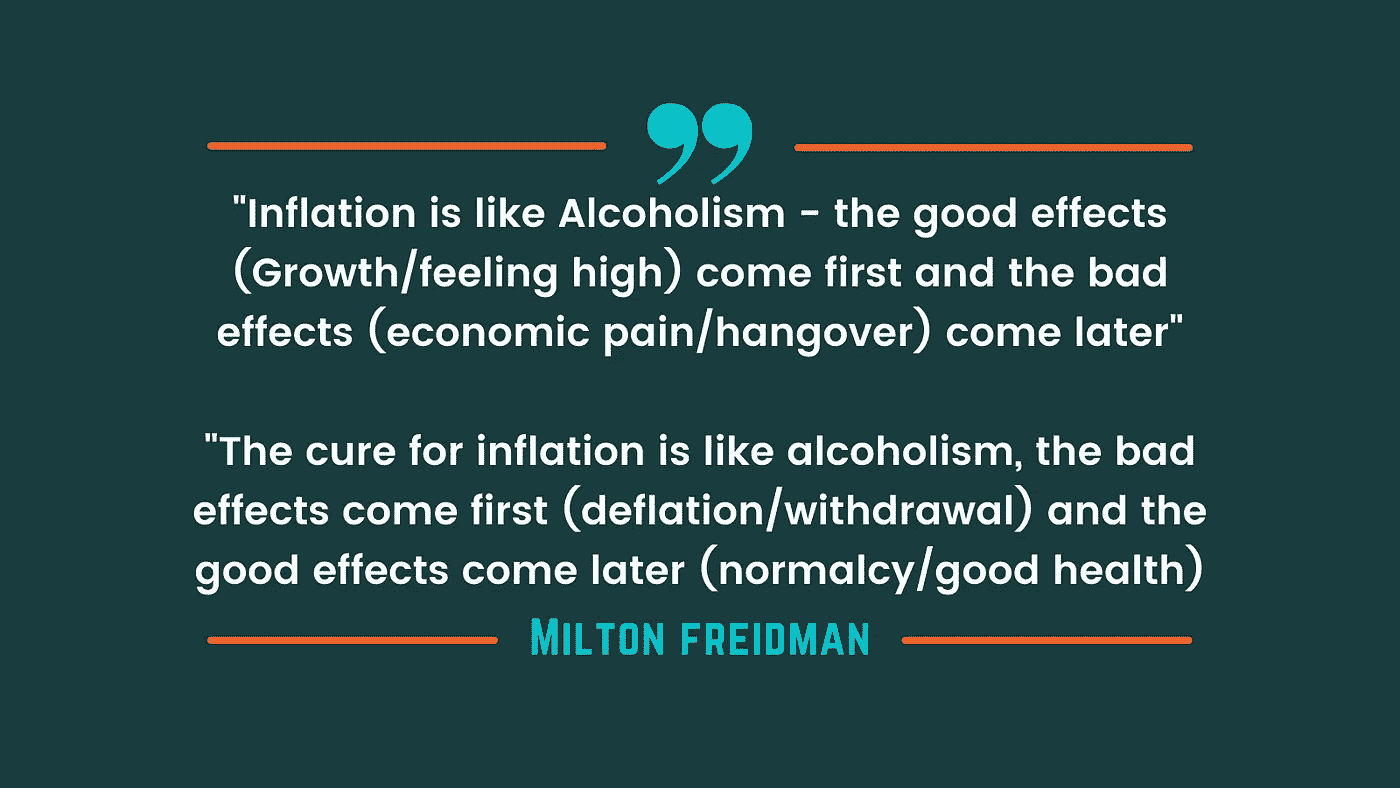 "Inflation is like Alcoholism - the good effects
(Growth/feeling high) come first and the bad
effects (economic pain/hangover) come later"
"The cure for inflation is like alcoholism, the bad
effects come first (deflation/withdrawal) and the
good effects come later (normalcy/good health)
MILTON FREIDMAN